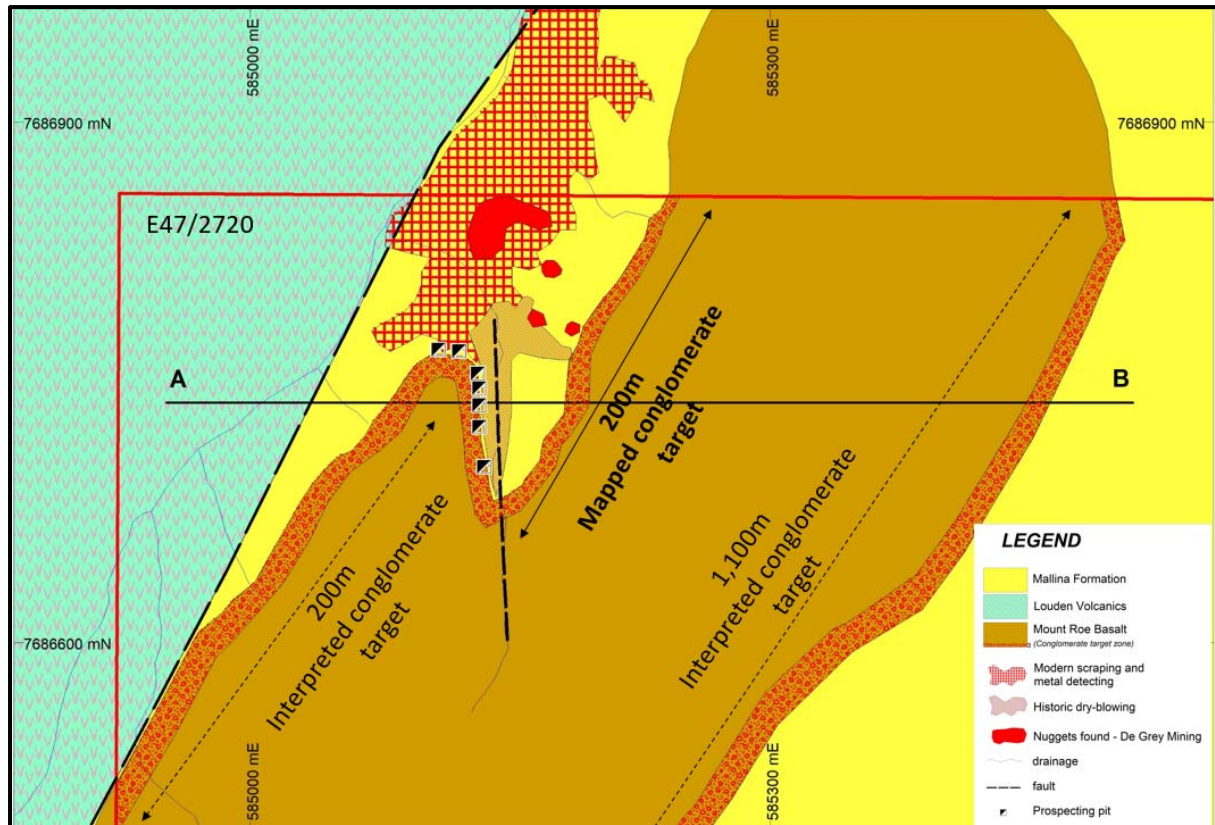 585000 mE
585300 mE
7686900 mN
7686900 mN
E47/2720
A
B
200m
Mapped conglomerate
target
200m
Interpreted conglomerate
target
1,100m
Interpreted conglomerate
target
7686600 mN
585000 mE
585300 mE
LEGEND
Mallina Formation
Louden Volcanics
Mount Roe Basalt
(Conglomerate target zone)
Modern scraping and
metal detecting
Historic dry-blowing
Nuggets found - De Grey Mining
drainage
fault
Prospecting pit